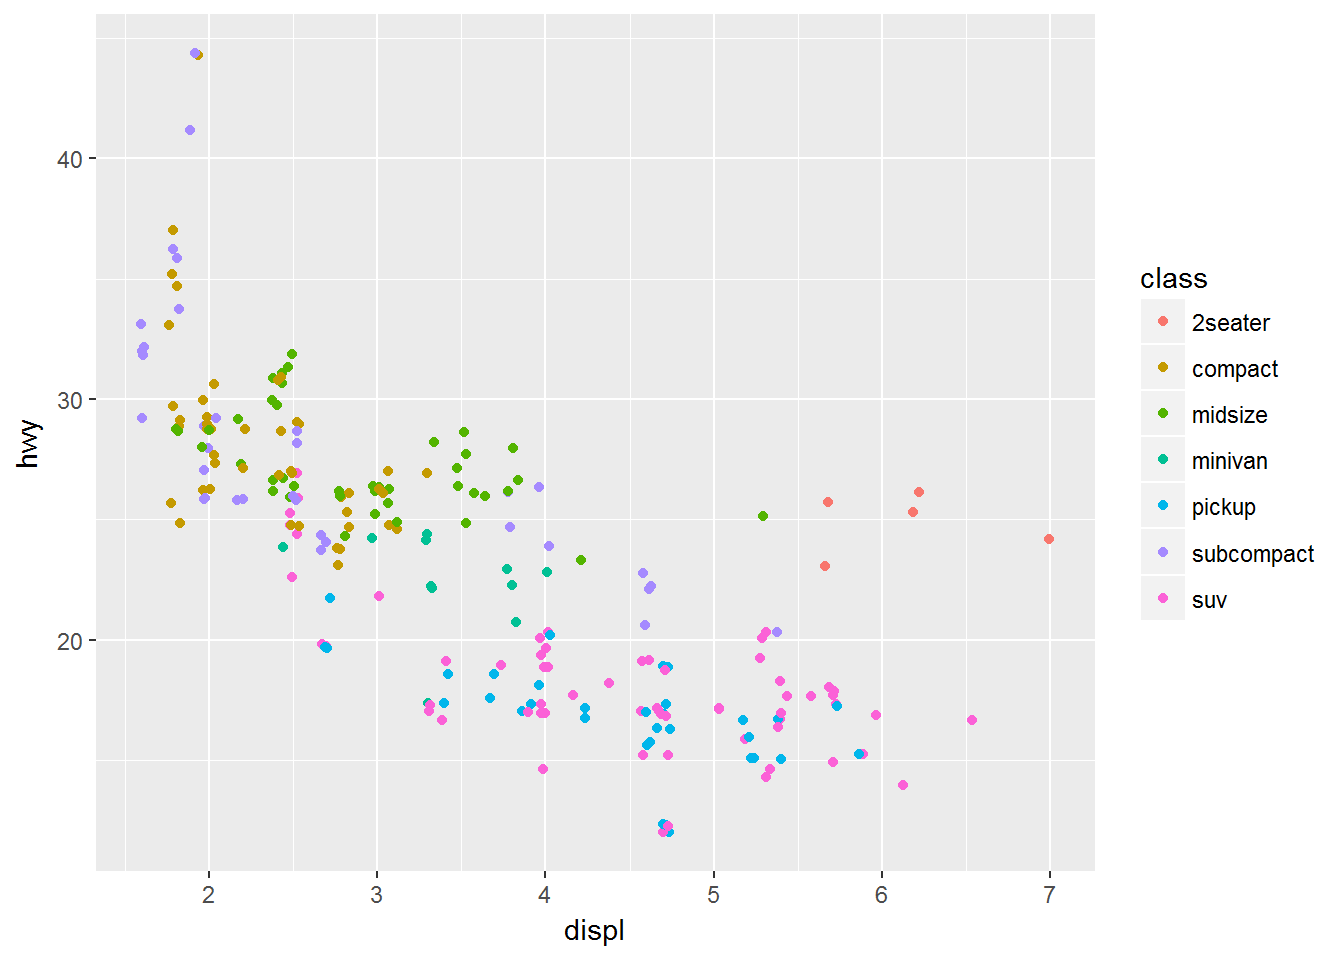 hwy
40
30
20
2 3 4 5 6 7
displ
class
2seater
compact
midsize
minivan
pickup
subcompact
suv